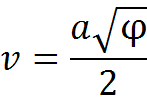 v = a√φ / 2